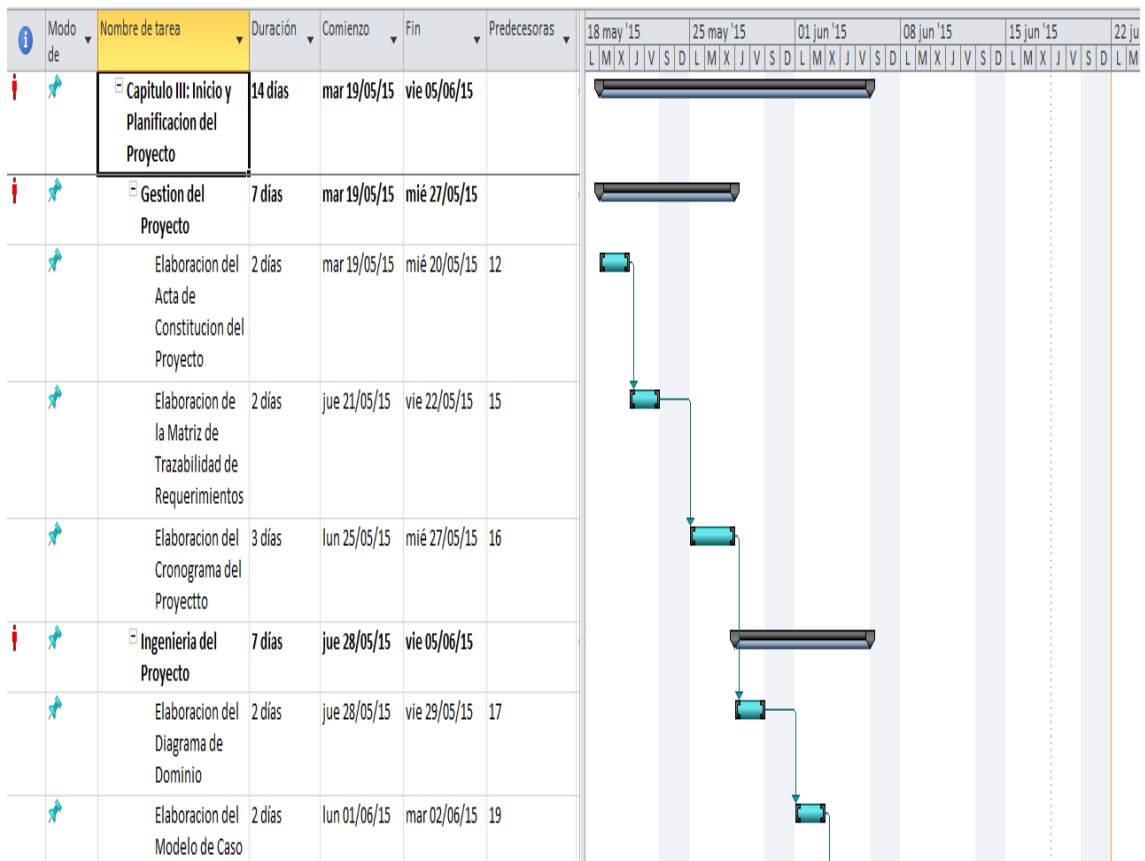 Modo de
Nombre de tarea
Duración
Comienzo
Fin
Predecesoras
18 may '15
25 may '15
01 jun '15
08 jun '15
15 jun '15
22 ju
L M X J V S D L M X J V S D L M X J V S D L M X J V S D L M X J V S D L M
Capitulo III: Inicio y
14 días
mar 19/05/15
vie 05/06/15
Planificacion del
Proyecto
Gestion del
7 días
mar 19/05/15
mié 27/05/15
Proyecto
Elaboracion del
2 días
mar 19/05/15
mié 20/05/15
12
Acta de
Constitucion del
Proyecto
Elaboracion de
2 días
jue 21/05/15
vie 22/05/15
15
la Matriz de
Trazabilidad de
Requerimientos
Elaboracion del
3 días
lun 25/05/15
mié 27/05/15
16
Cronograma del
Proyectto
Ingenieria del
7 días
jue 28/05/15
vie 05/06/15
Proyecto
Elaboracion del
2 días
jue 28/05/15
vie 29/05/15
17
Diagrama de
Dominio
Elaboracion del
2 días
lun 01/06/15
mar 02/06/15
19
Modelo de Caso